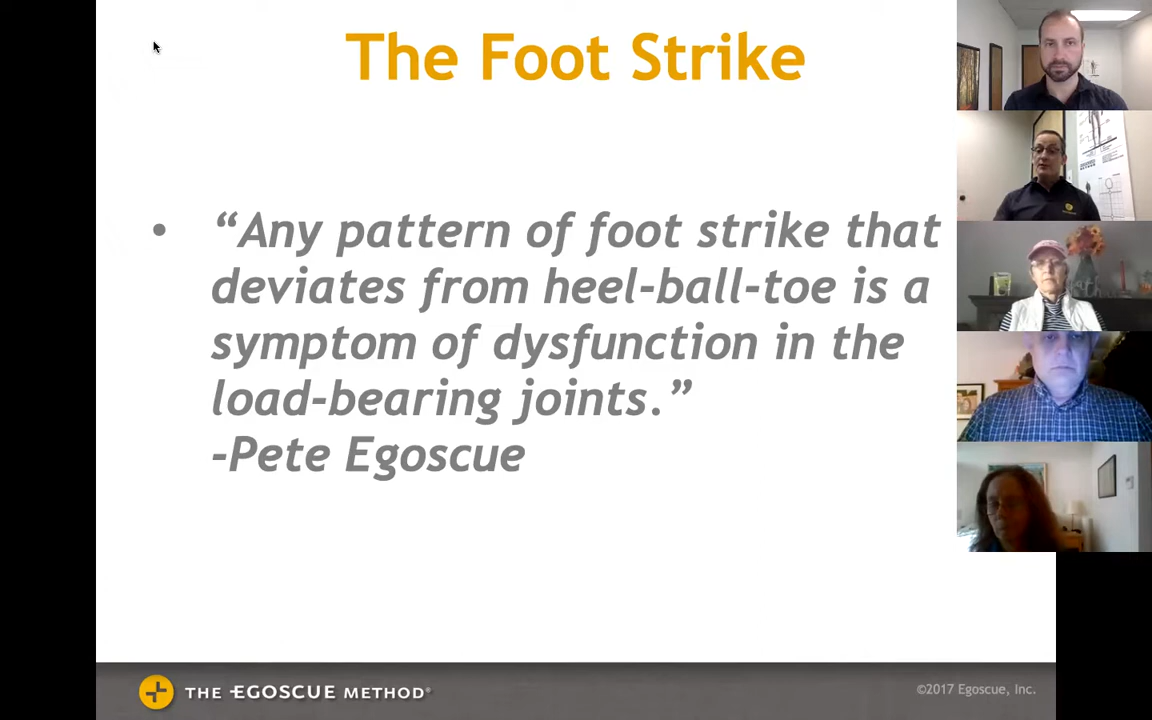 The Foot Strike
• “Any pattern of foot strike that
deviates from heel-ball-toe is a
symptom of dysfunction in the
load-bearing joints.”
-Pete Egoscue
THE EGOSCUE METHOD®
©2017 Egoscue, Inc.